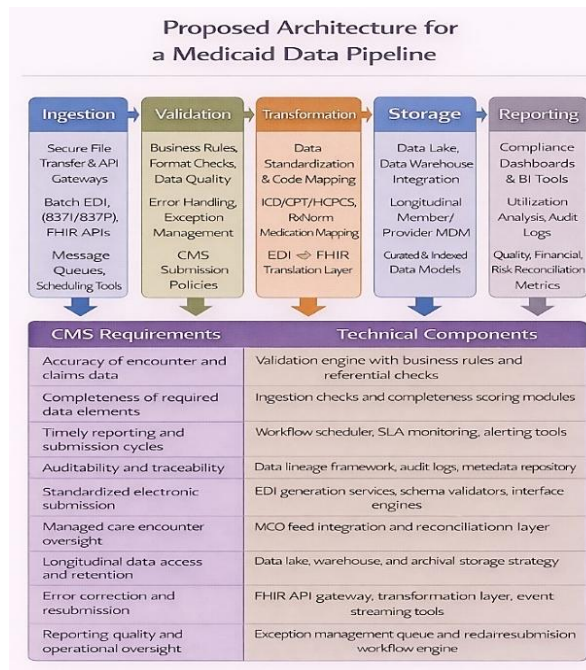 Proposed Architecture for
a Medicaid Data Pipeline
Ingestion
Secure File
Transfer & API
Gateways
Batch EDI,
(837I/837P),
FHIR APIs
Message
Queues,
Scheduling Tools
Validation
Business Rules,
Format Checks,
Data Quality
Error Handling,
Exception
Management
CMS
Submission
Policies
Transformation
Data
Standardization
& Code Mapping
ICD/CPT/HCPCS,
RxNorm
Medication Mapping
EDI ⇨ FHIR
Translation Layer
Storage
Data Lake,
Data Warehouse
Integration
Longitudinal
Member/
Provider MDM
Curated & Indexed
Data Models
Reporting
Compliance
Dashboards
& BI Tools
Utilization
Analysis, Audit
Logs
Quality, Financial,
Risk Reconciliation
Metrics
CMS Requirements
Technical Components
Accuracy of encounter and
claims data
Validation engine with business rules and
referential checks
Completeness of required
data elements
Ingestion checks and completeness scoring modules
Timely reporting and
submission cycles
Workflow scheduler, SLA monitoring, alerting tools
Auditability and traceability
Data lineage framework, audit logs, metedata repository
Standardized electronic
submission
EDI generation services, schema validators, interface
engines
Managed care encounter
oversight
MCO feed integration and reconciliationn layer
Longitudinal data access
and retention
Data lake, warehouse, and archival storage strategy
Error correction and
resubmission
FHIR API gateway, transformation layer, event
streaming tools
Reporting quality and
operational oversight
Exception management queue and redairresubmision
workflow engine